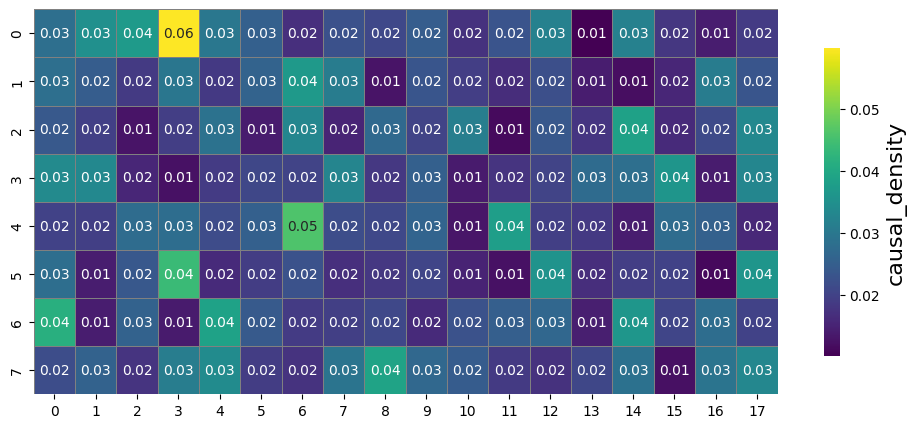 0 0.03 0.03 0.04 0.06 0.03 0.03 0.02 0.02 0.02 0.02 0.02 0.02 0.03 0.01 0.03 0.02 0.01 0.02
1 0.03 0.02 0.02 0.03 0.02 0.03 0.04 0.03 0.01 0.02 0.02 0.02 0.02 0.01 0.01 0.02 0.03 0.02
2 0.02 0.02 0.01 0.02 0.03 0.01 0.03 0.02 0.03 0.02 0.03 0.01 0.02 0.02 0.04 0.02 0.02 0.03
3 0.03 0.03 0.02 0.01 0.02 0.02 0.02 0.03 0.02 0.03 0.01 0.02 0.02 0.03 0.03 0.04 0.01 0.03
4 0.02 0.02 0.03 0.03 0.02 0.03 0.05 0.02 0.02 0.03 0.01 0.04 0.02 0.02 0.01 0.03 0.03 0.02
5 0.03 0.01 0.02 0.04 0.02 0.02 0.02 0.02 0.02 0.02 0.01 0.01 0.04 0.02 0.02 0.02 0.01 0.04
6 0.04 0.01 0.03 0.01 0.04 0.02 0.02 0.02 0.02 0.02 0.02 0.03 0.03 0.01 0.04 0.02 0.03 0.02
7 0.02 0.03 0.02 0.03 0.03 0.02 0.02 0.03 0.04 0.03 0.02 0.02 0.02 0.02 0.03 0.01 0.03 0.03
0 1 2 3 4 5 6 7 8 9 10 11 12 13 14 15 16 17
0.05
0.04
0.03
0.02
causal_density